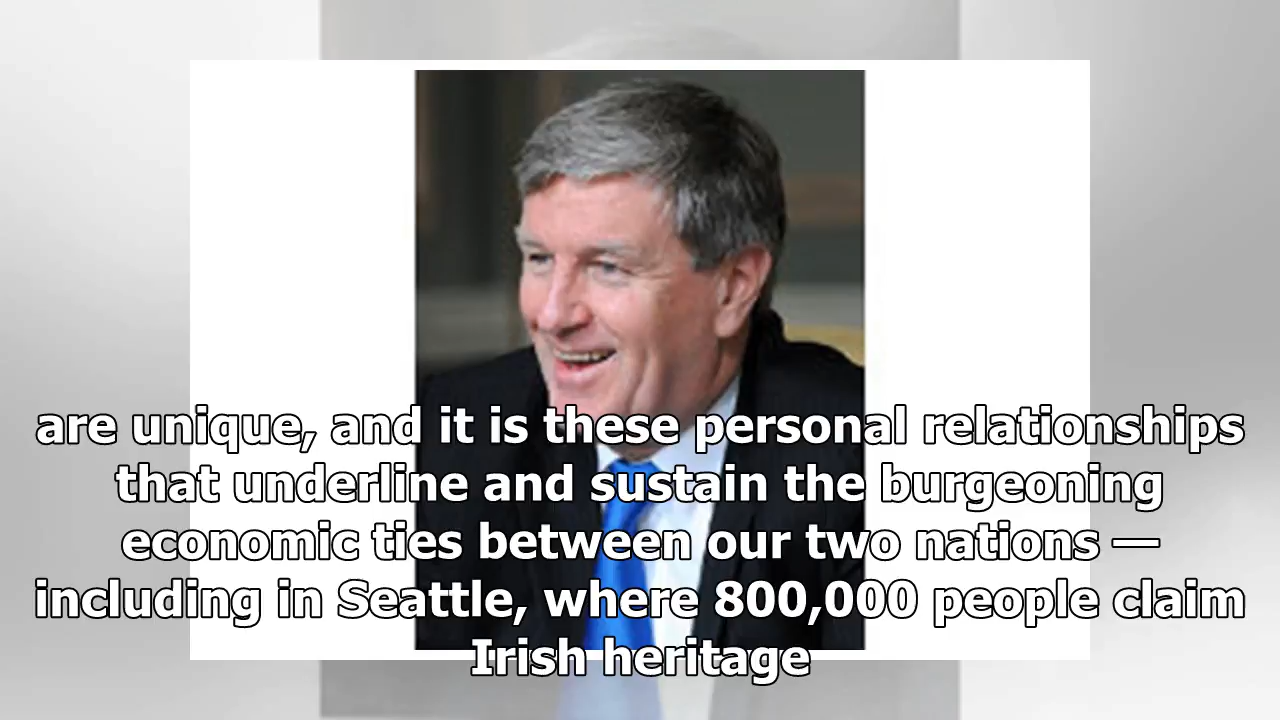 are unique, and it is these personal relationships
that underline and sustain the burgeoning
economic ties between our two nations —
including in Seattle, where 800,000 people claim
Irish heritage